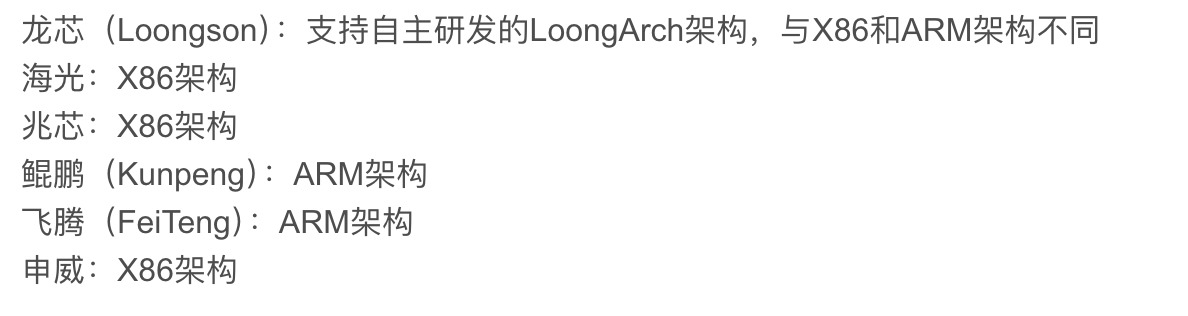 龙芯（Loongson）：支持自主研发的LoongArch架构，与X86和ARM架构不同
海光：X86架构
兆芯：X86架构
鲲鹏（Kunpeng）：ARM架构
飞腾（FeiTeng）：ARM架构
申威：X86架构